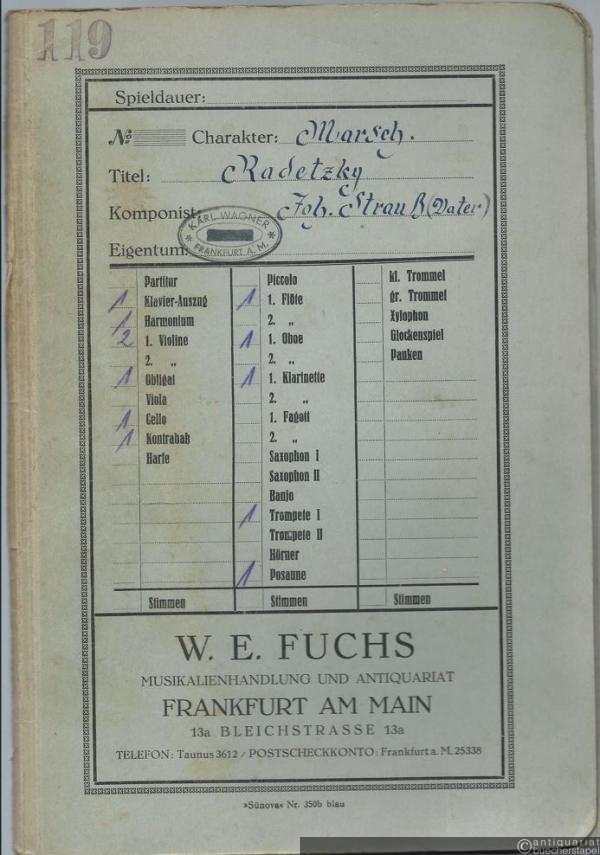 119
Spieldauer:
№ Charakter: Marsch.
Titel: Radetzky
Komponist: Joh. Strauß (Vater)
KARL WAGNER
FRANKFURT A. M.
Eigentum:
Partitur
1 Klavier-Auszug
1 Harmonium
2 1. Violine
2. „
1 Obligat
Viola
1 Cello
1 Kontrabaß
Harfe
Stimmen
Piccolo
1 1. Flöte
2. „
1 1. Oboe
2. „
1 1. Klarinette
2. „
1. Fagott
2. „
Saxophon I
Saxophon II
Banjo
1 Trompete I
Trompete II
Hörner
1 Posaune
Stimmen
kl. Trommel
gr. Trommel
Xylophon
Glockenspiel
Pauken
Stimmen
W. E. FUCHS
MUSIKALIENHANDLUNG UND ANTIQUARIAT
FRANKFURT AM MAIN
13a BLEICHSTRASSE 13a
TELEFON: Taunus 3612 / POSTSCHECKKONTO: Frankfurt a. M. 25338
»Sünova« Nr. 350b blau
antiquariat
buecherstapel